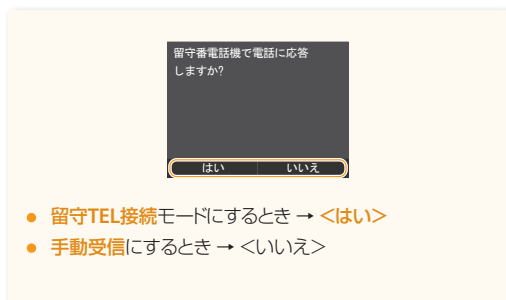 留守番電話機で電話に応答
しますか?
はい いいえ
● 留守TEL接続モードにするとき → <はい>
● 手動受信にするとき → <いいえ>